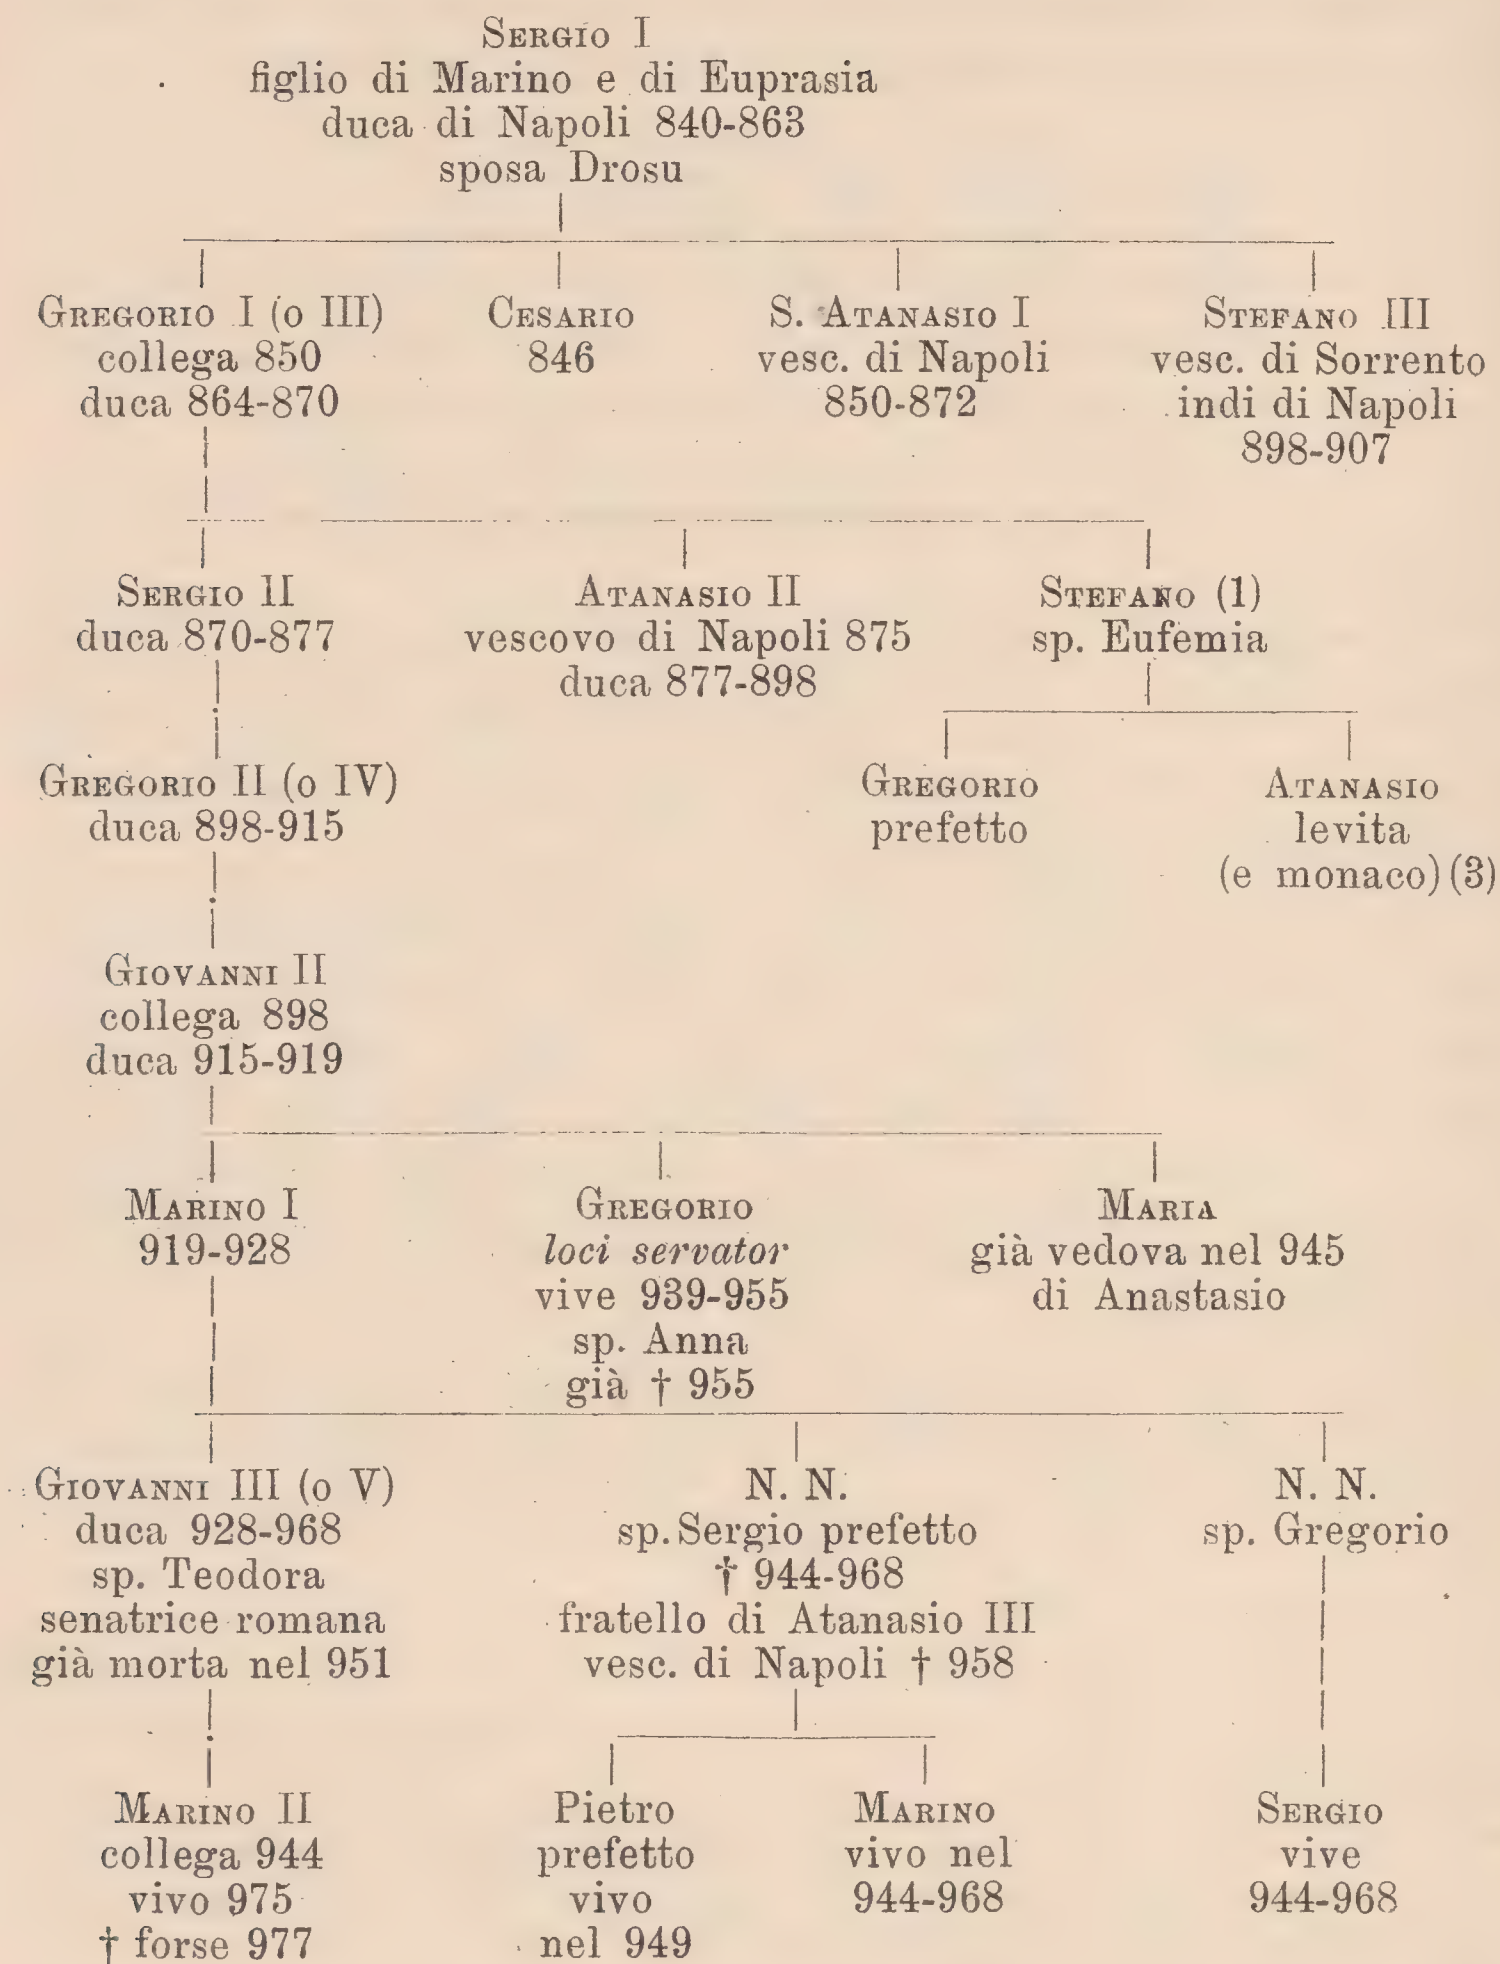 SERGIO I
figlio di Marino e di Euprasia
duca di Napoli 840-863
sposa Drosu
GREGORIO I (o III)
collega 850
duca 864-870
CESARIO
846
S. ATANASIO I
vesc. di Napoli
850-872
STEFANO III
vesc. di Sorrento
indi di Napoli
898-907
SERGIO II
duca 870-877
ATANASIO II
vescovo di Napoli 875
duca 877-898
STEFANO (1)
sp. Eufemia
GREGORIO II (o IV)
duca 898-915
GREGORIO
prefetto
ATANASIO
levita
(e monaco) (3)
GIOVANNI II
collega 898
duca 915-919
MARINO I
919-928
GREGORIO
loci servator
vive 939-955
sp. Anna
già † 955
MARIA
già vedova nel 945
di Anastasio
GIOVANNI III (o V)
duca 928-968
sp. Teodora
senatrice romana
già morta nel 951
N. N.
sp. Sergio prefetto
† 944-968
fratello di Atanasio III
vesc. di Napoli † 958
N. N.
sp. Gregorio
MARINO II
collega 944
vivo 975
† forse 977
Pietro
prefetto
vivo
nel 949
MARINO
vivo nel
944-968
SERGIO
vive
944-968